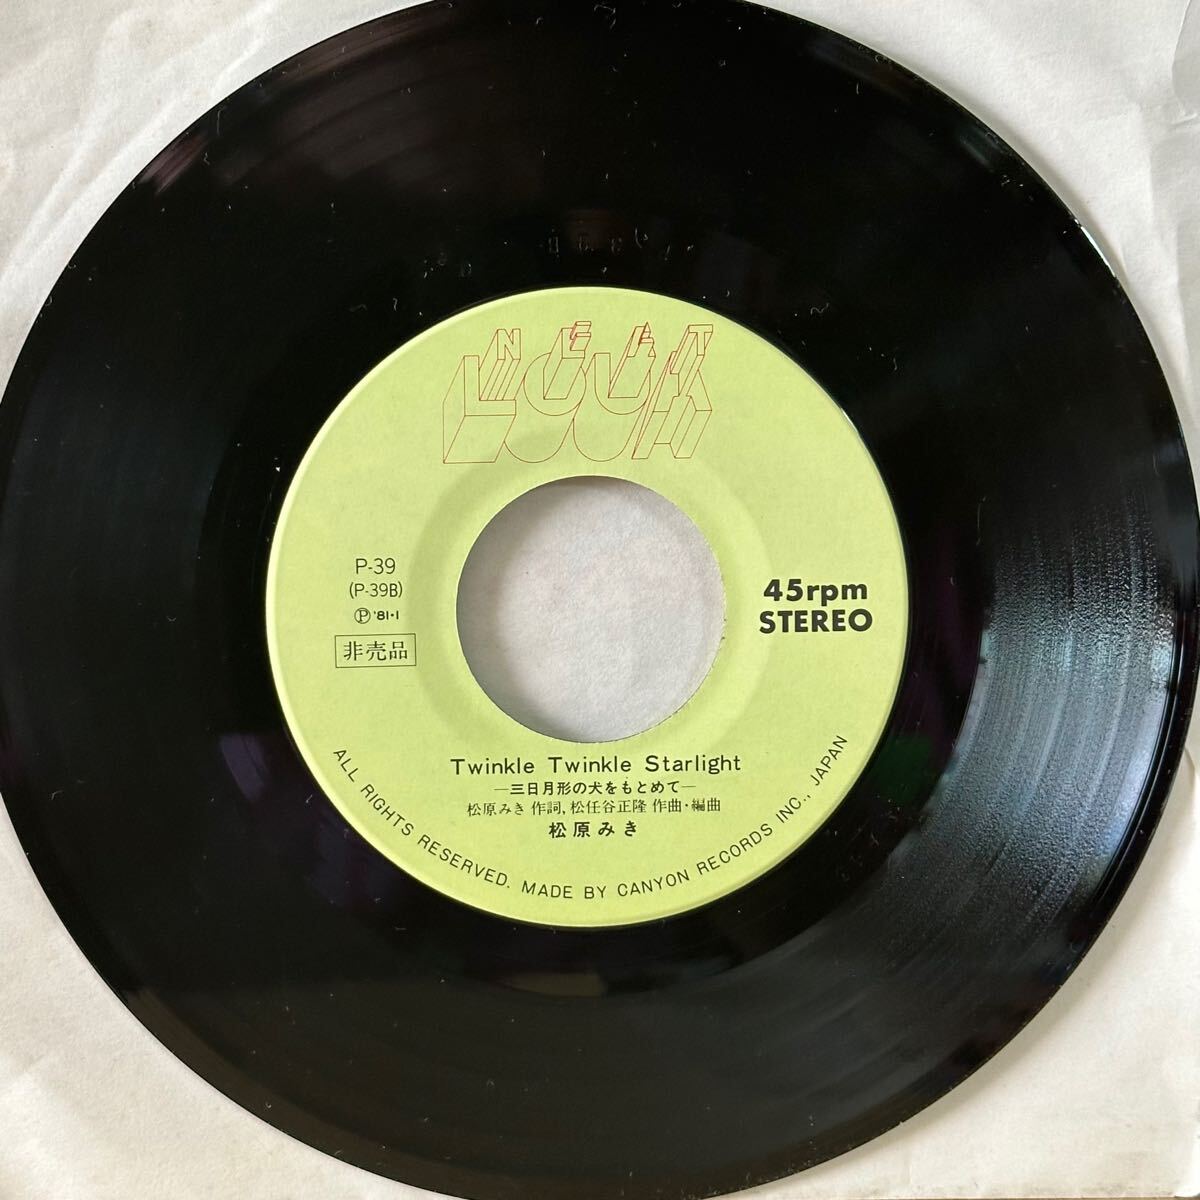 NEXT
LOOK
P-39
(P-39B)
Ⓟ '81·1
非売品
45rpm
STEREO
Twinkle Twinkle Starlight
—三日月形の犬をもとめて—
松原みき 作詞, 松任谷正隆 作曲・編曲
松原みき
ALL RIGHTS RESERVED. MADE BY CANYON RECORDS INC., JAPAN